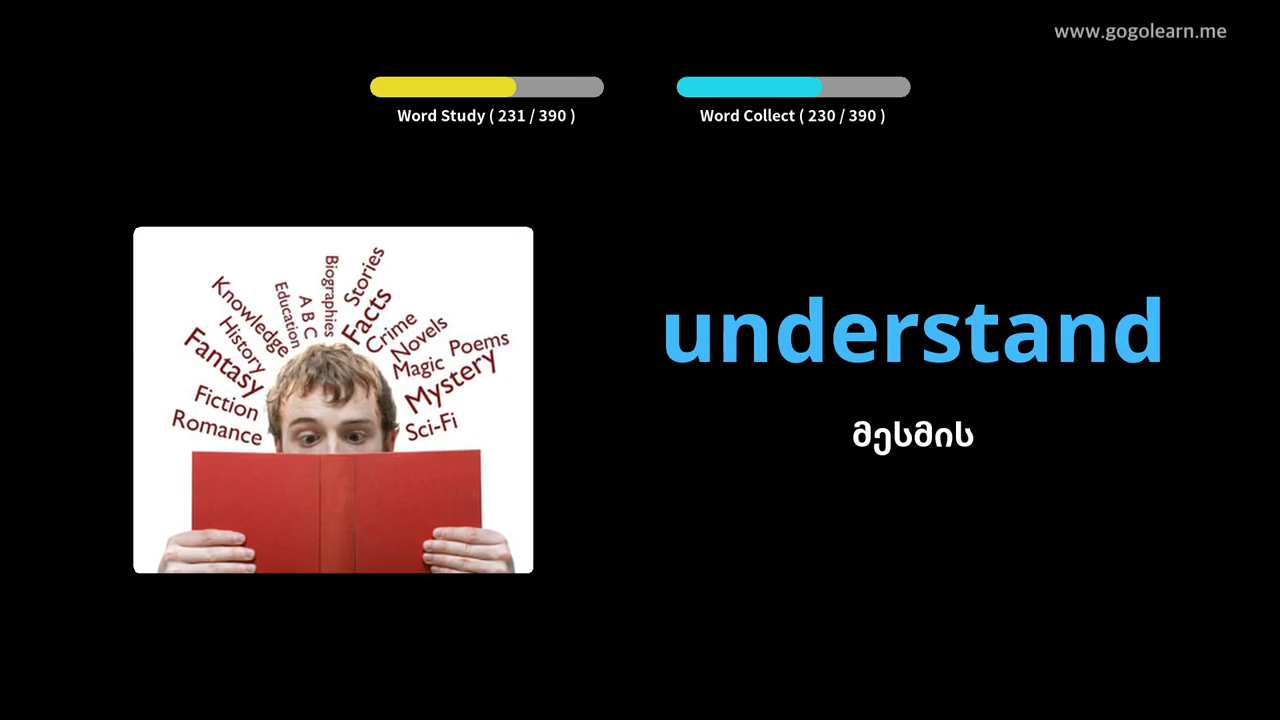 www.gogolearn.me
Word Study ( 231 / 390 )
Word Collect ( 230 / 390 )
Knowledge
Education
A B C
Biographies
Stories
Facts
History
Crime
Novels
Fantasy
Magic
Poems
Mystery
Fiction
Romance
Sci-Fi
understand
მესმის